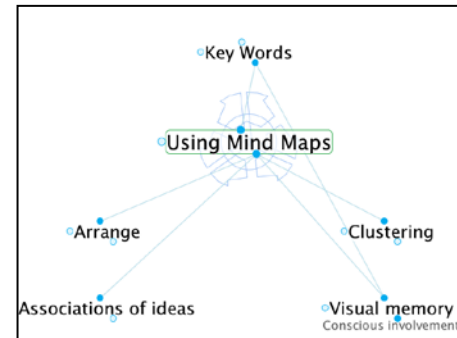 Key Words
Using Mind Maps
Arrange
Clustering
Associations of ideas
Visual memory
Conscious involvement